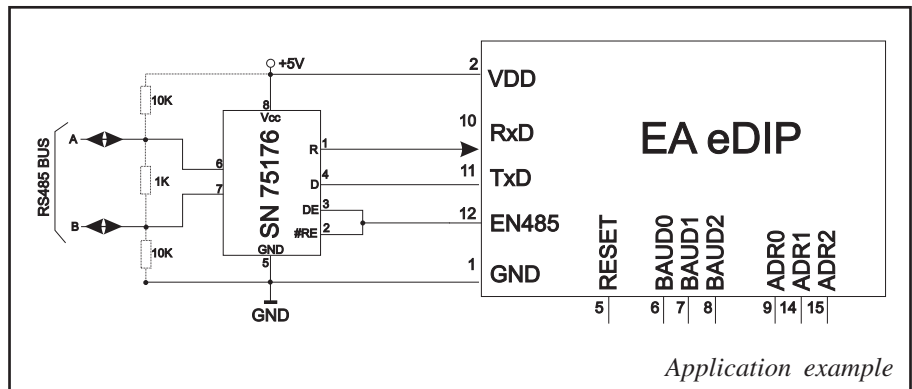 +5V
2
VDD
10K
8
Vcc
10
RxD
EA eDIP
RS485 BUS
A
6
R
1
11
TxD
1K
SN 75176
D
4
7
DE
3
12
EN485
B
#RE
2
10K
GND
5
1
GND
GND
RESET
BAUD0
BAUD1
BAUD2
ADR0
ADR1
ADR2
5
6
7
8
9
14
15
Application example